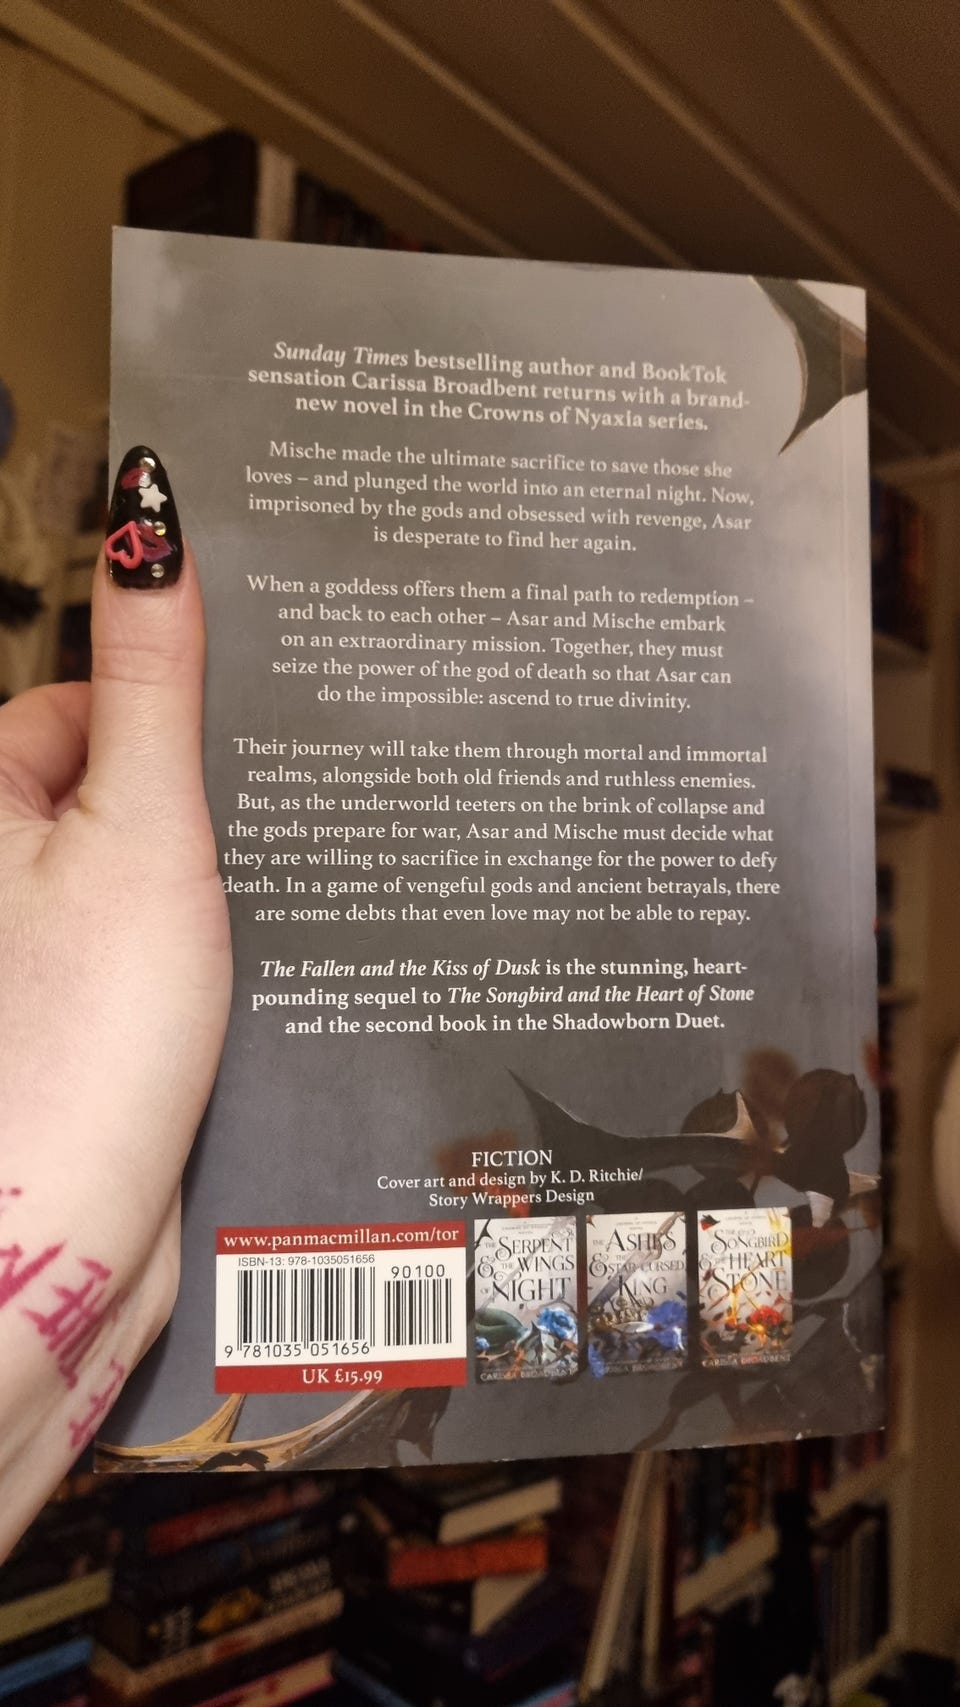 Sunday Times bestselling author and BookTok
sensation Carissa Broadbent returns with a brand-
new novel in the Crowns of Nyaxia series.
Mische made the ultimate sacrifice to save those she
loves – and plunged the world into an eternal night. Now,
imprisoned by the gods and obsessed with revenge, Asar
is desperate to find her again.
When a goddess offers them a final path to redemption –
and back to each other – Asar and Mische embark
on an extraordinary mission. Together, they must
seize the power of the god of death so that Asar can
do the impossible: ascend to true divinity.
Their journey will take them through mortal and immortal
realms, alongside both old friends and ruthless enemies.
But, as the underworld teeters on the brink of collapse and
the gods prepare for war, Asar and Mische must decide what
they are willing to sacrifice in exchange for the power to defy
death. In a game of vengeful gods and ancient betrayals, there
are some debts that even love may not be able to repay.
The Fallen and the Kiss of Dusk is the stunning, heart-
pounding sequel to The Songbird and the Heart of Stone
and the second book in the Shadowborn Duet.
FICTION
Cover art and design by K. D. Ritchie/
Story Wrappers Design
www.panmacmillan.com/tor
ISBN-13: 978-1035051656
90100
9 781035 051656
UK £15.99
THE
SERPENT
& THE WINGS
OF NIGHT
CARISSA BROADBENT
THE
ASHES
& THE STAR-CURSED
KING
CARISSA BROADBENT
THE
SONGBIRD
& THE HEART
OF STONE
CARISSA BROADBENT